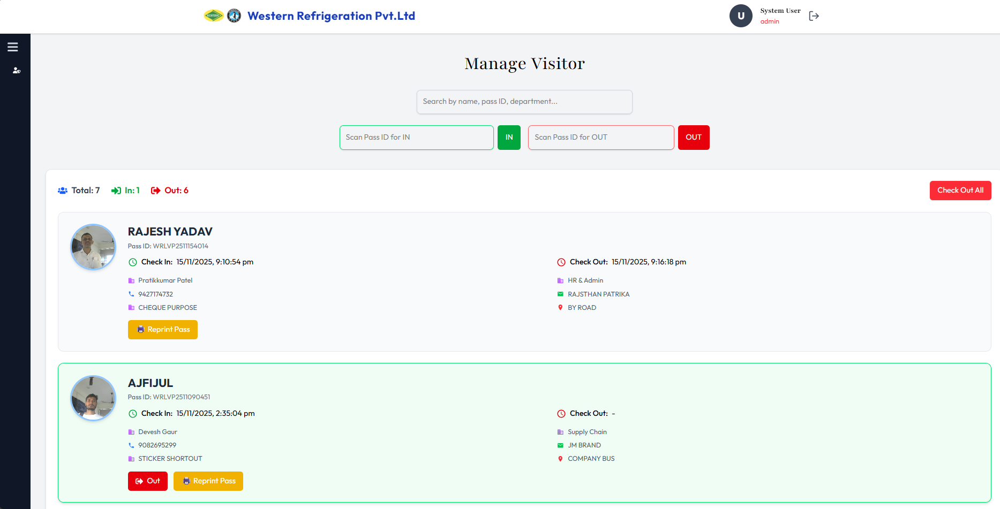 WESTERN
Western Refrigeration Pvt.Ltd
U
System User
admin
Manage Visitor
Search by name, pass ID, department...
Scan Pass ID for IN
IN
Scan Pass ID for OUT
OUT
Total: 7
In: 1
Out: 6
Check Out All
RAJESH YADAV
Pass ID: WRLVP2511154014
Check In: 15/11/2025, 9:10:54 pm
Check Out: 15/11/2025, 9:16:18 pm
Pratikkumar Patel
HR & Admin
9427174732
RAJSTHAN PATRIKA
CHEQUE PURPOSE
BY ROAD
Reprint Pass
AJFIJUL
Pass ID: WRLVP2511090451
Check In: 15/11/2025, 2:35:04 pm
Check Out: -
Devesh Gaur
Supply Chain
9082695299
JM BRAND
STICKER SHORTOUT
COMPANY BUS
Out
Reprint Pass